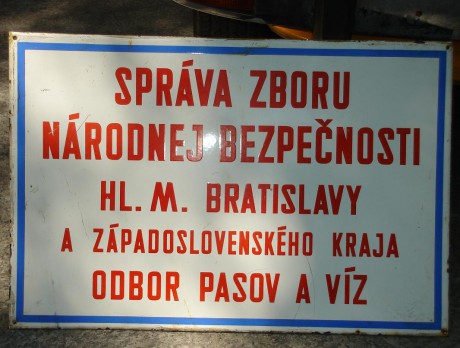 SPRÁVA ZBORU
NÁRODNEJ BEZPEČNOSTI
HL. M. BRATISLAVY
A ZÁPADOSLOVENSKÉHO KRAJA
ODBOR PASOV A VÍZ